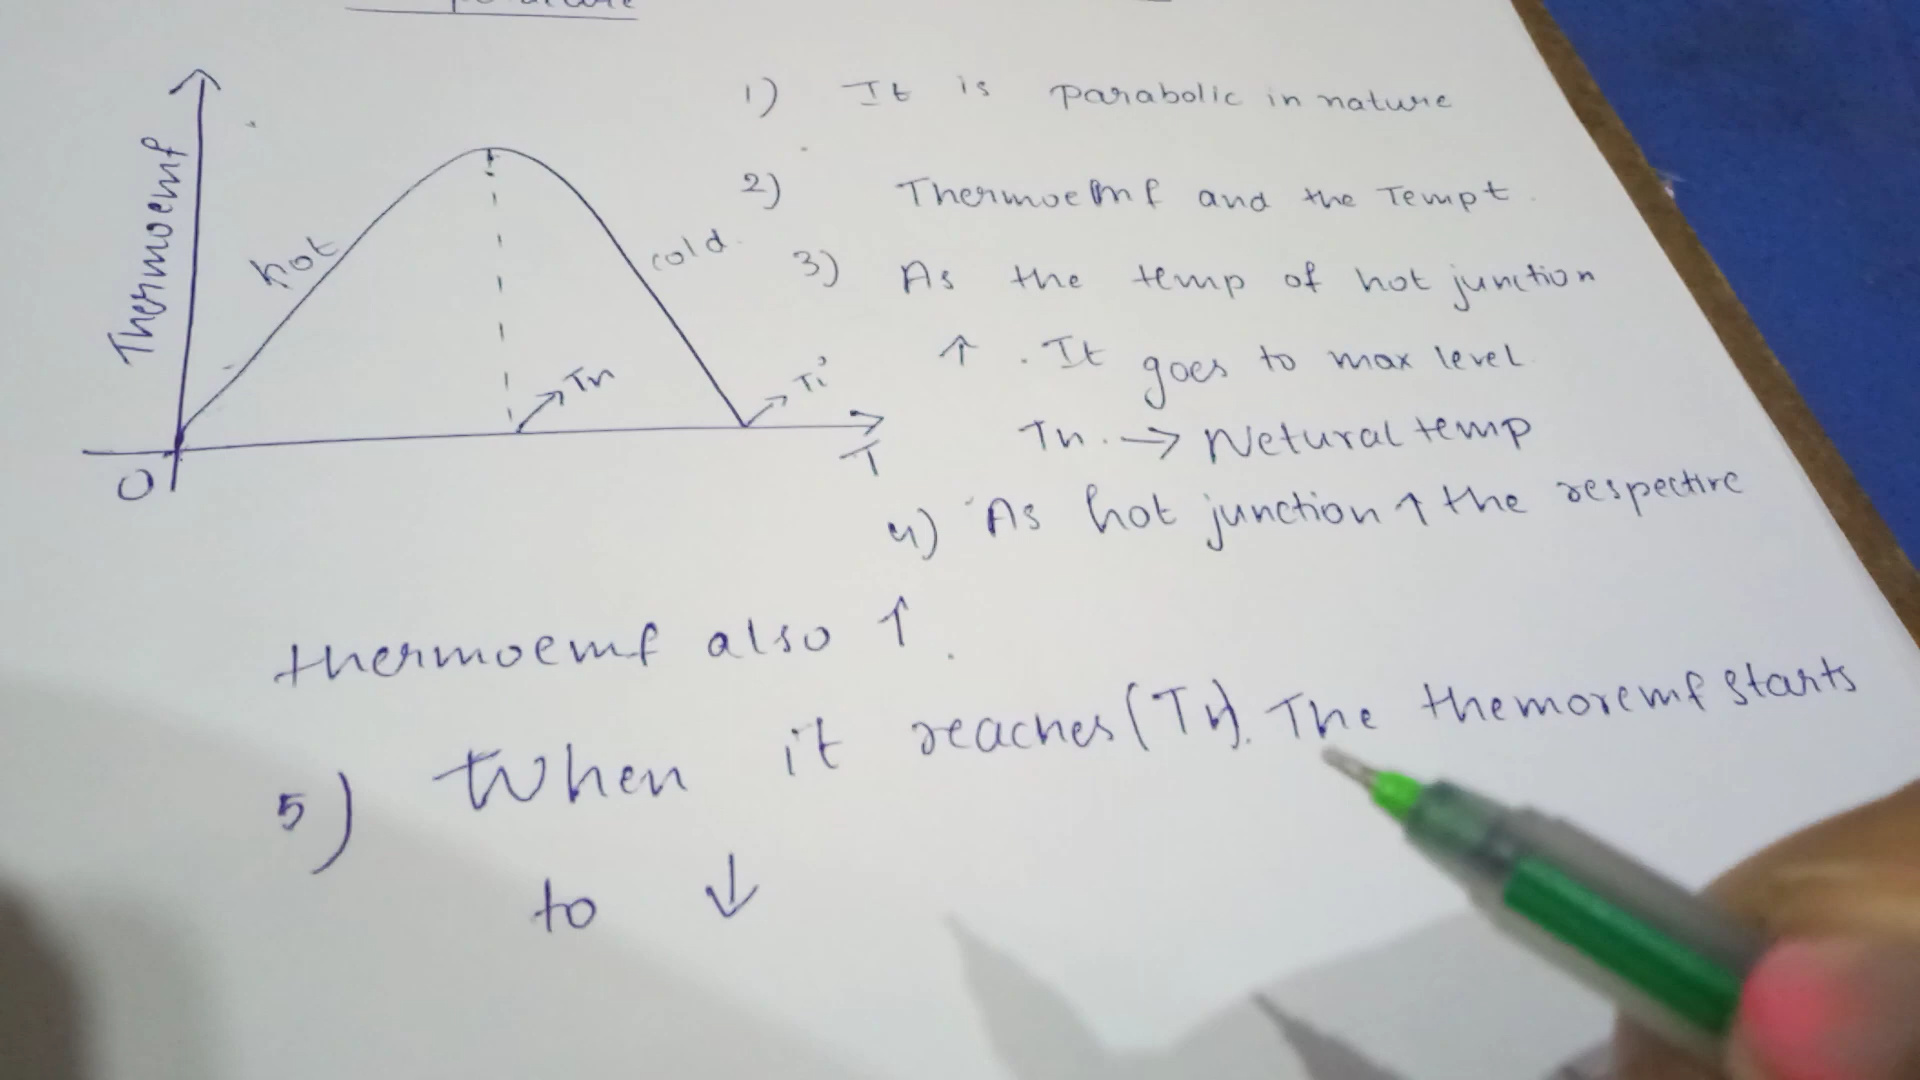 Thermoemf
hot
cold
Tn
Ti
T
O
1) It is parabolic in nature
2) Thermoemf and the Tempt.
3) As the temp of hot junction
↑ . It goes to max level
Tn. → Netural temp
4) As hot junction ↑ the respective
thermoemf also ↑.
5) When it reaches (Tn). The themoremf starts
to ↓